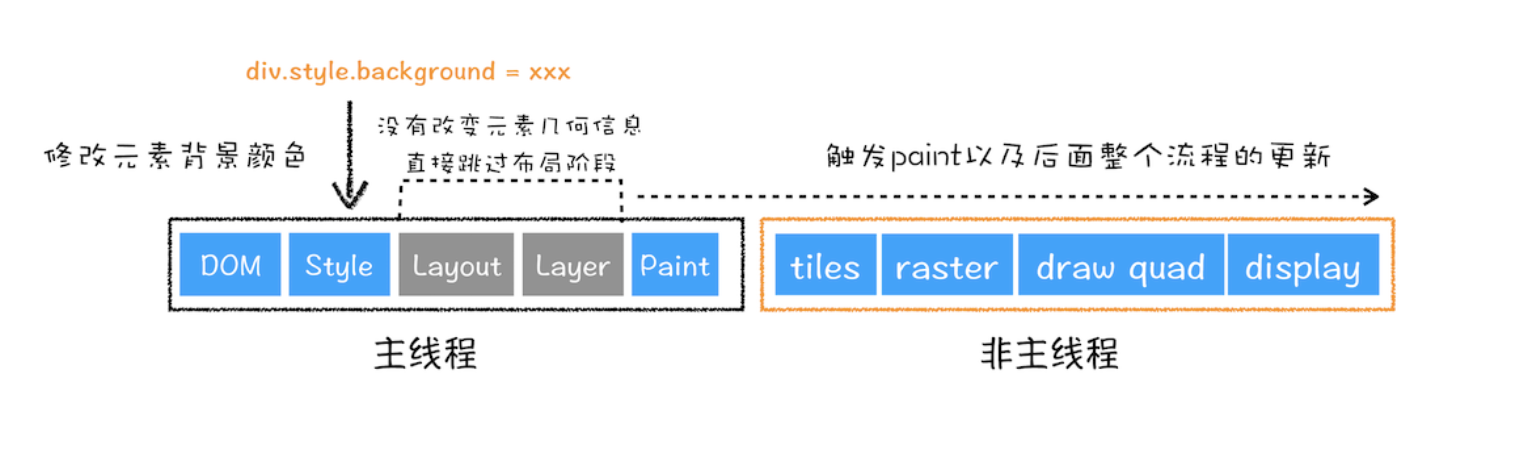 div.style.background = xxx
没有改变元素几何信息
直接跳过布局阶段
修改元素背景颜色
触发paint以及后面整个流程的更新
DOM Style Layout Layer Paint tiles raster draw quad display
主线程 非主线程